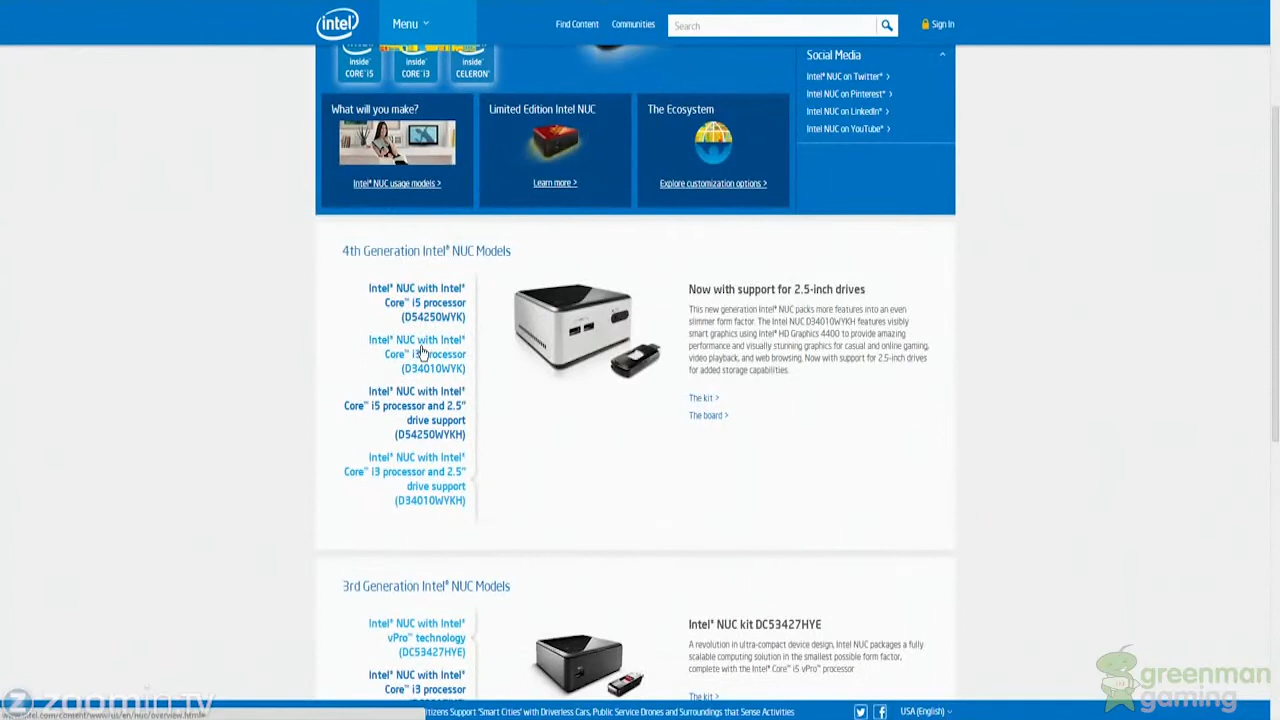 intel
Menu
Find Content
Communities
Search
Sign In
inside™
CORE™i5
inside™
CORE™i3
inside™
CELERON®
Social Media
Intel® NUC on Twitter* >
Intel NUC on Pinterest* >
Intel NUC on LinkedIn* >
Intel NUC on YouTube* >
What will you make?
Intel® NUC usage models >
Limited Edition Intel NUC
Learn more >
The Ecosystem
Explore customization options >
4th Generation Intel® NUC Models
Intel® NUC with Intel®
Core™ i5 processor
(D54250WYK)
Intel® NUC with Intel®
Core™ i3 processor
(D34010WYK)
Intel® NUC with Intel®
Core™ i5 processor and 2.5"
drive support
(D54250WYKH)
Intel® NUC with Intel®
Core™ i3 processor and 2.5"
drive support
(D34010WYKH)
Now with support for 2.5-inch drives
This new generation Intel® NUC packs more features into an even
slimmer form factor. The Intel NUC D34010WYKH features visibly
smart graphics using Intel® HD Graphics 4400 to provide amazing
performance and visually stunning graphics for casual and online gaming,
video playback, and web browsing. Now with support for 2.5-inch drives
for added storage capabilities.
The kit >
The board >
3rd Generation Intel® NUC Models
Intel® NUC with Intel®
vPro™ technology
(DC53427HYE)
Intel® NUC with Intel®
Core™ i3 processor
Intel® NUC kit DC53427HYE
A revolution in ultra-compact device design, Intel NUC packages a fully
scalable computing solution in the smallest possible form factor,
complete with the Intel® Core™ i5 vPro™ processor
The kit >
zoomin.tv
greenman
gaming
Citizens Support 'Smart Cities' with Driverless Cars, Public Service Drones and Surroundings that Sense Activities
USA (English)